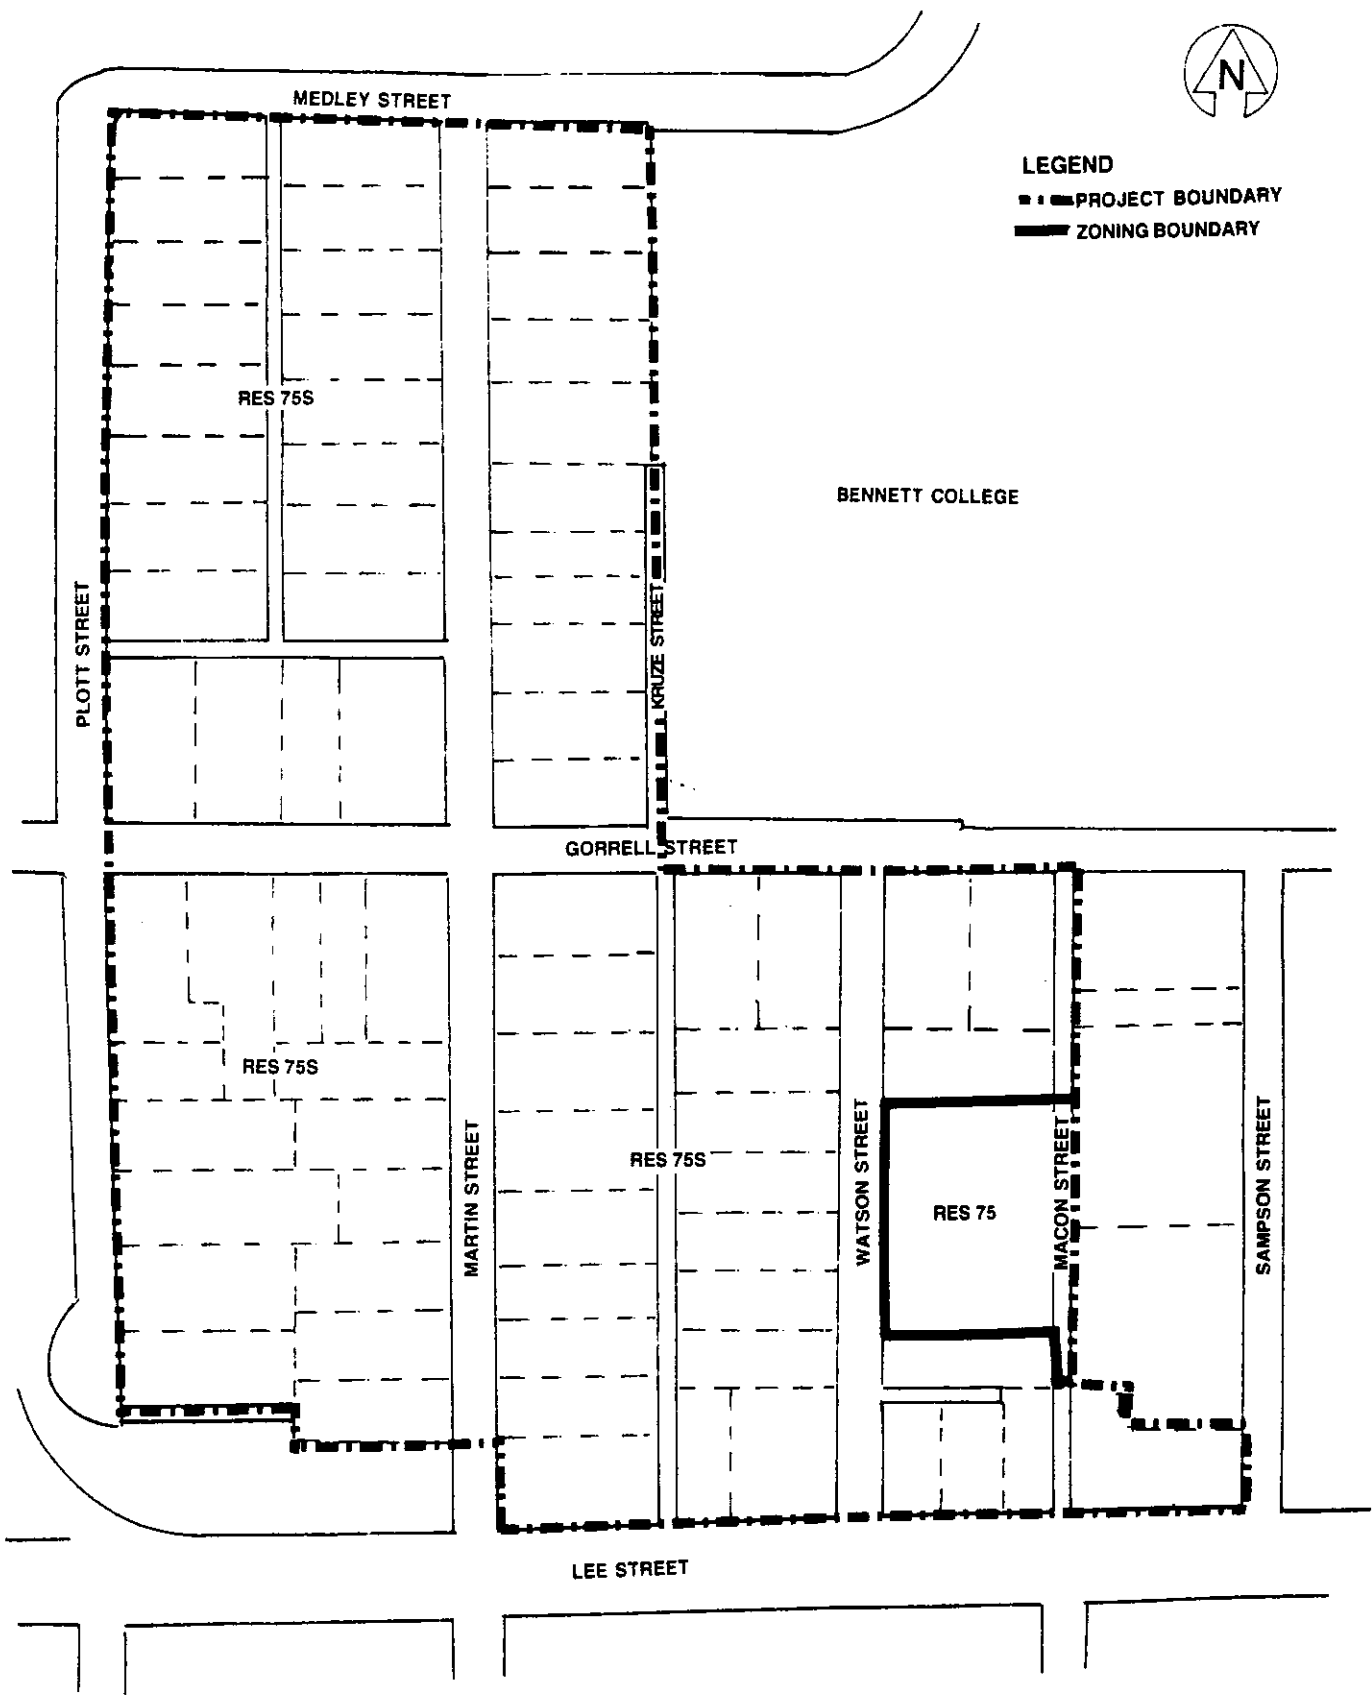 MEDLEY STREET
N
LEGEND
PROJECT BOUNDARY
ZONING BOUNDARY
RES 75S
BENNETT COLLEGE
PLOTT STREET
KRUZE STREET
GORRELL STREET
RES 75S
MARTIN STREET
RES 75S
WATSON STREET
RES 75
MACON STREET
SAMPSON STREET
LEE STREET